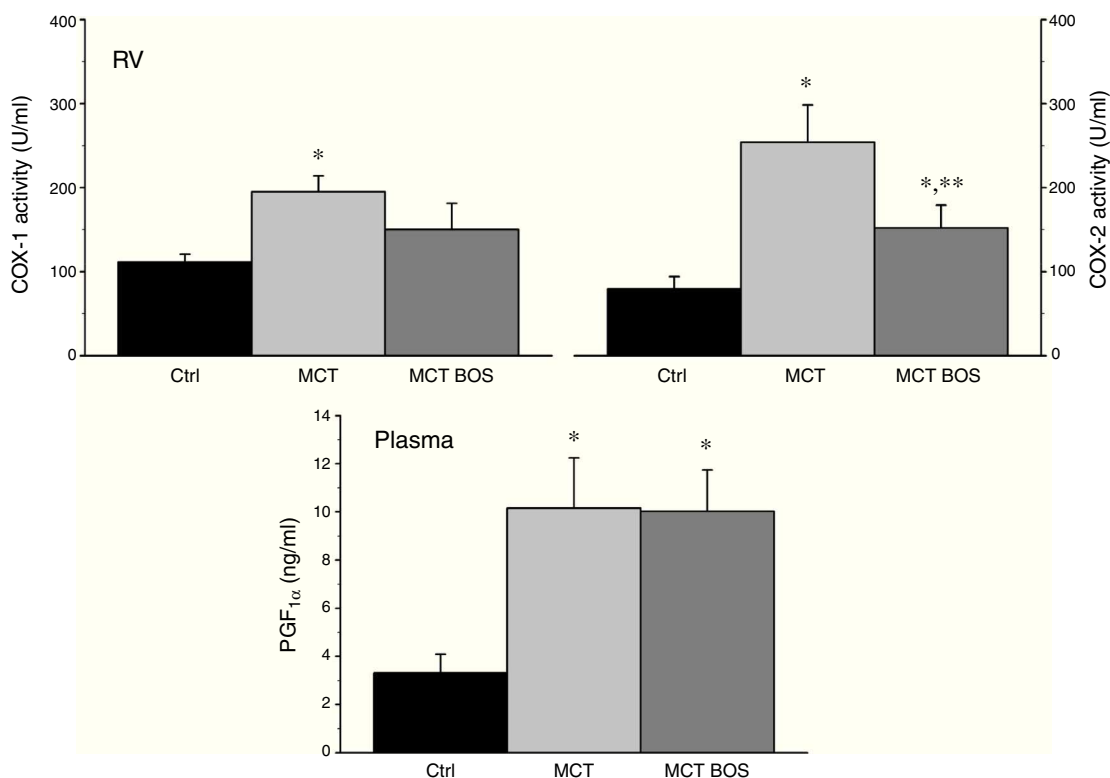 400
300
200
100
0
COX-1 activity (U/ml)
RV
*
Ctrl
MCT
MCT BOS
*
*,**
Ctrl
MCT
MCT BOS
400
300
200
100
0
COX-2 activity (U/ml)
14
12
10
8
6
4
2
0
PGF1α (ng/ml)
Plasma
*
*
Ctrl
MCT
MCT BOS